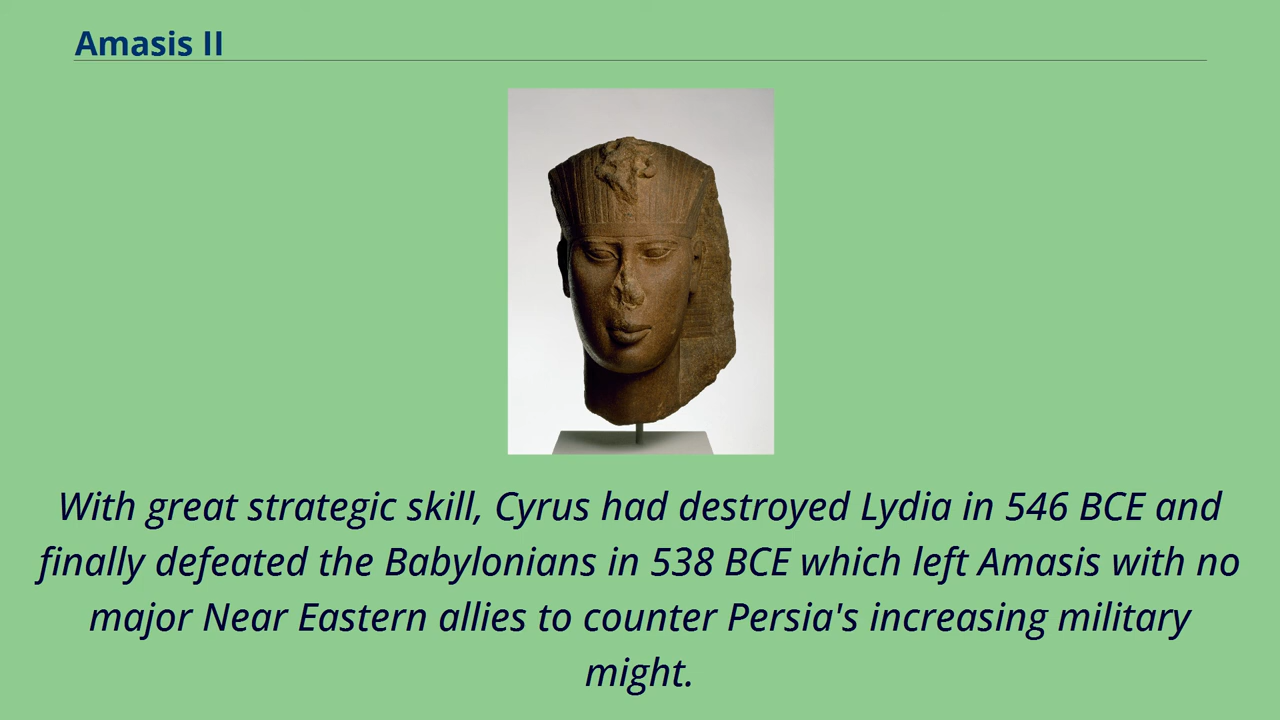 Amasis II
With great strategic skill, Cyrus had destroyed Lydia in 546 BCE and
finally defeated the Babylonians in 538 BCE which left Amasis with no
major Near Eastern allies to counter Persia's increasing military
might.